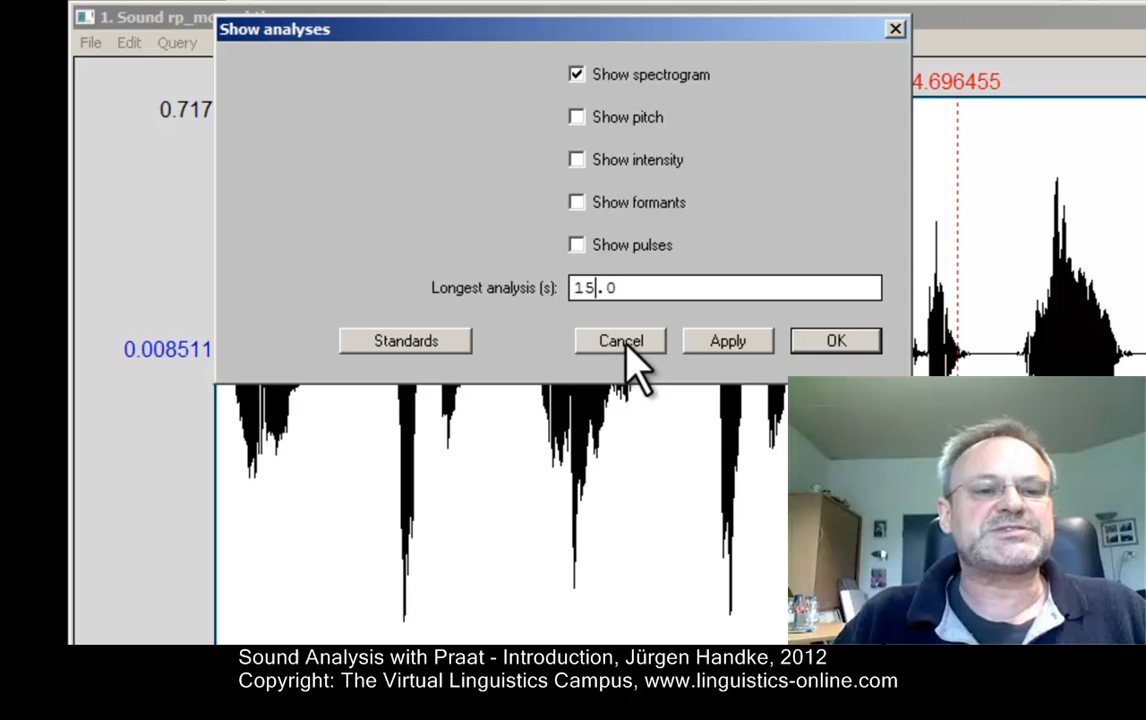 1. Sound rp_mo
Show analyses
File Edit Query
Show spectrogram
4.696455
0.717
Show pitch
Show intensity
Show formants
Show pulses
Longest analysis (s): 15.0
Standards Cancel Apply OK
0.008511
Sound Analysis with Praat - Introduction, Jürgen Handke, 2012
Copyright: The Virtual Linguistics Campus, www.linguistics-online.com